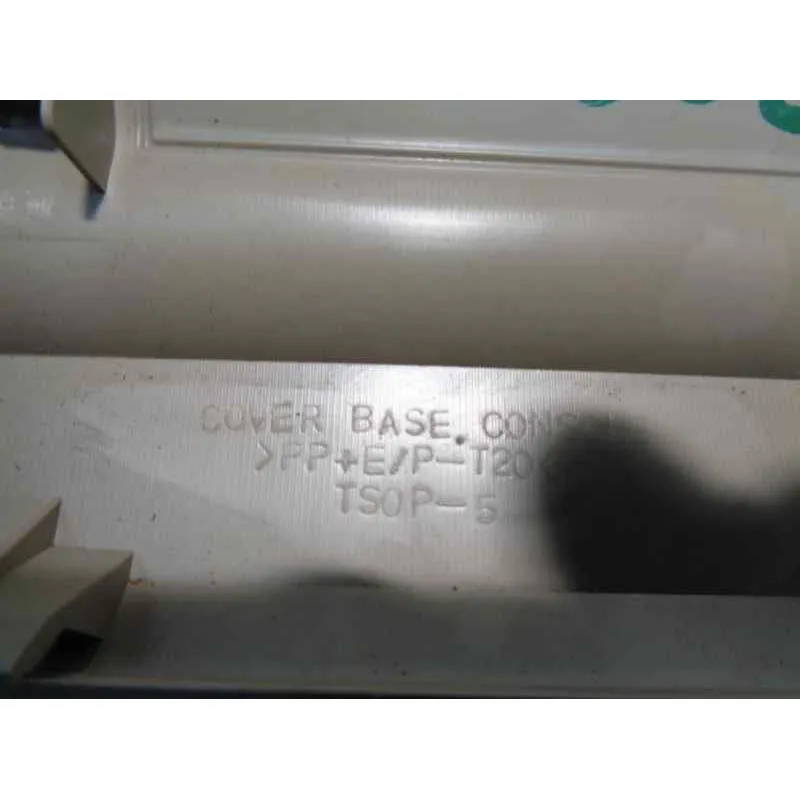 COVER BASE. CONS
>PP+E/P-T20
TSOP-5